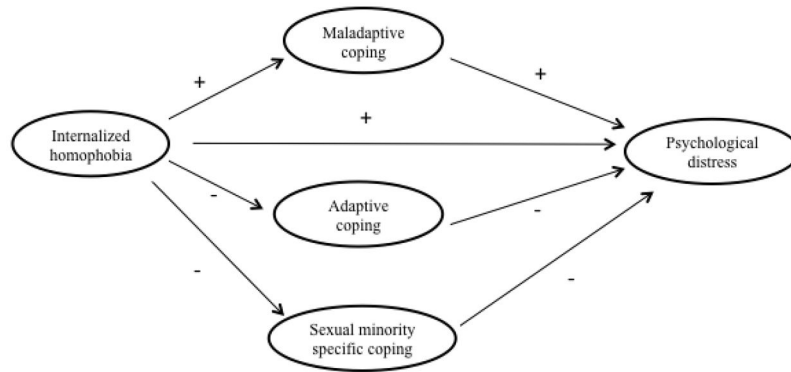 Maladaptive
coping
+
+
+
Internalized
homophobia
Psychological
distress
-
Adaptive
coping
-
-
-
Sexual minority
specific coping